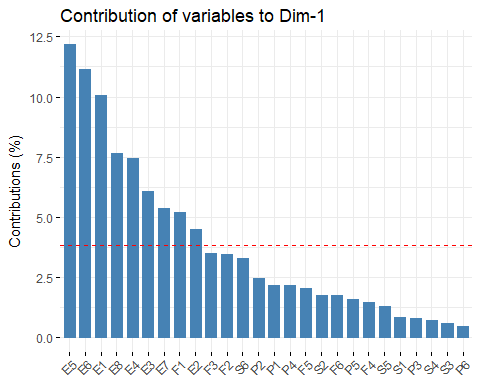 Contribution of variables to Dim-1
Contributions (%)
12.5
10.0
7.5
5.0
2.5
0.0
E5 E6 E1 E8 E4 E3 E7 F1 E2 F3 F2 S6 P2 P1 P4 F5 S2 F6 P5 F4 S5 S1 P3 S4 S3 P6